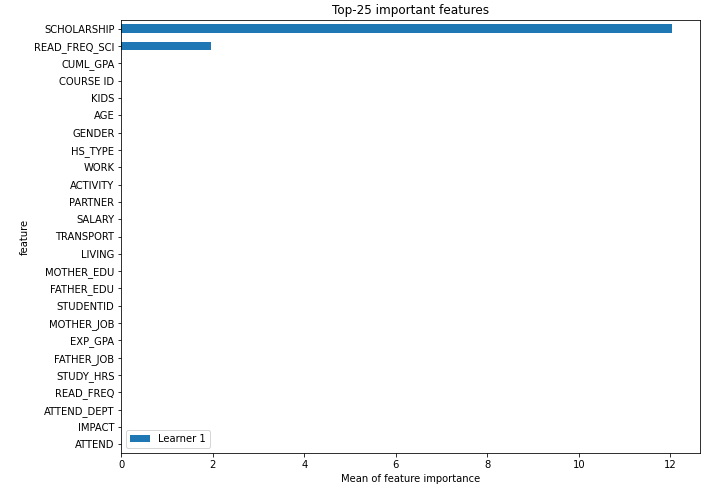 Top-25 important features
SCHOLARSHIP
READ_FREQ_SCI
CUML_GPA
COURSE ID
KIDS
AGE
GENDER
HS_TYPE
WORK
ACTIVITY
PARTNER
SALARY
TRANSPORT
LIVING
MOTHER_EDU
FATHER_EDU
STUDENTID
MOTHER_JOB
EXP_GPA
FATHER_JOB
STUDY_HRS
READ_FREQ
ATTEND_DEPT
IMPACT
ATTEND
feature
Learner 1
0 2 4 6 8 10 12
Mean of feature importance